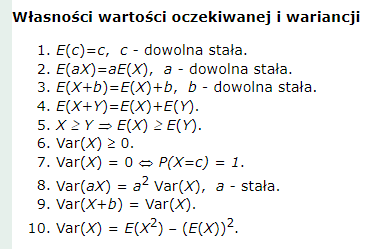 Własności wartości oczekiwanej i wariancji
1. E(c)=c, c - dowolna stała.
2. E(aX)=aE(X), a - dowolna stała.
3. E(X+b)=E(X)+b, b - dowolna stała.
4. E(X+Y)=E(X)+E(Y).
5. X ≥ Y ⇒ E(X) ≥ E(Y).
6. Var(X) ≥ 0.
7. Var(X) = 0 ⇔ P(X=c) = 1.
8. Var(aX) = a² Var(X), a - stała.
9. Var(X+b) = Var(X).
10. Var(X) = E(X²) – (E(X))².